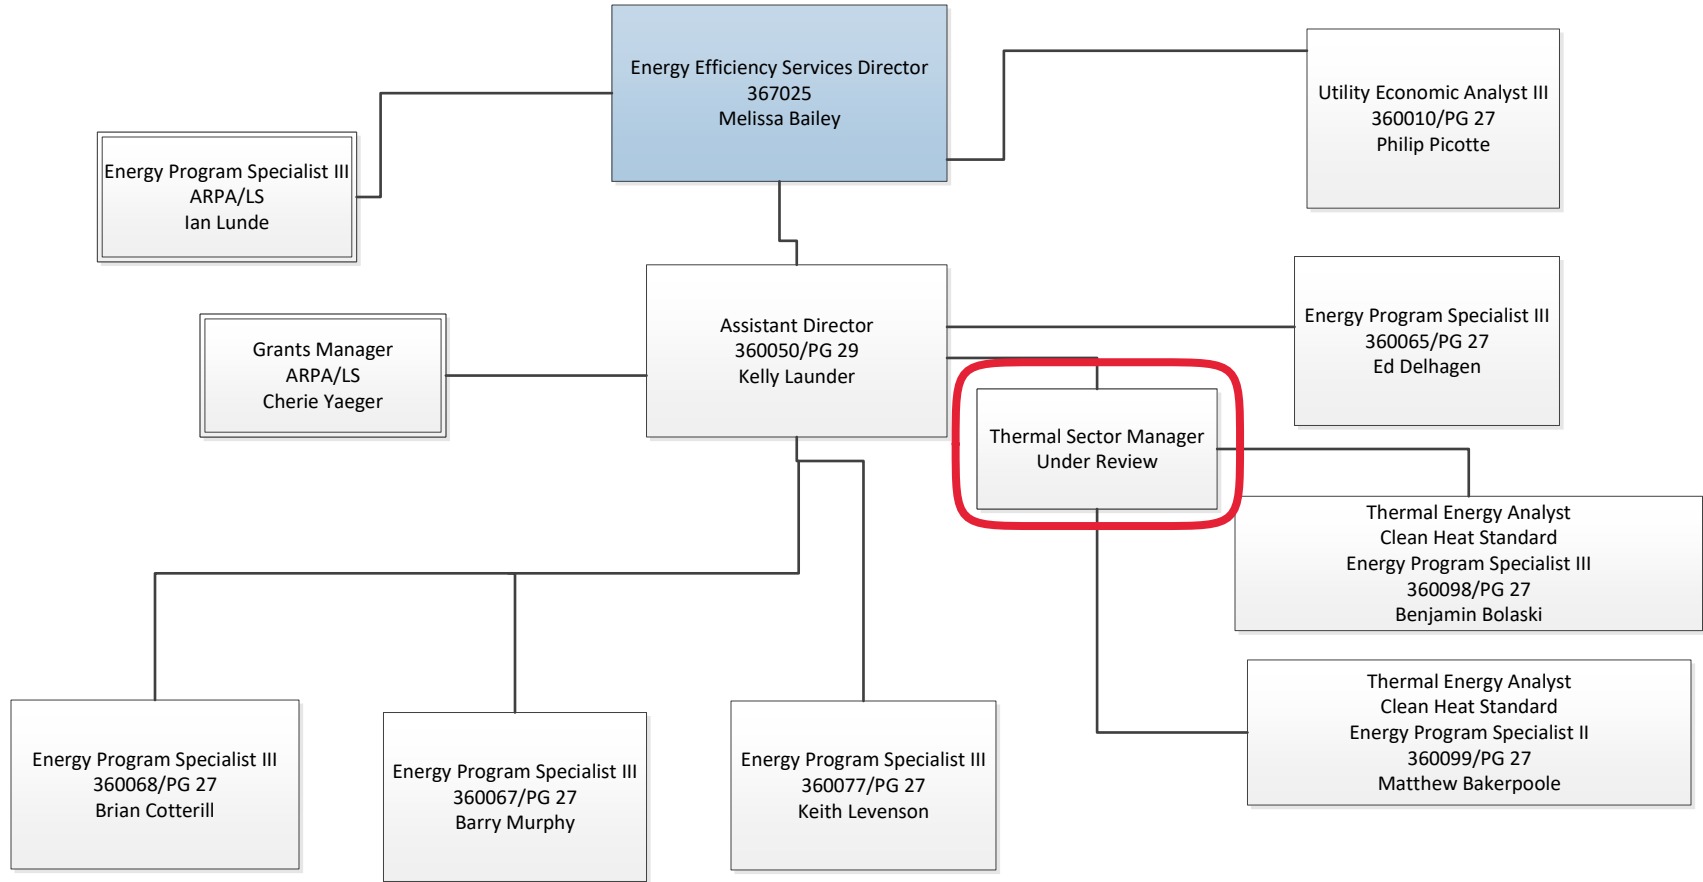 Energy Efficiency Services Director
367025
Melissa Bailey
Utility Economic Analyst III
360010/PG 27
Philip Picotte
Energy Program Specialist III
ARPA/LS
Ian Lunde
Assistant Director
360050/PG 29
Kelly Launder
Energy Program Specialist III
360065/PG 27
Ed Delhagen
Grants Manager
ARPA/LS
Cherie Yaeger
Thermal Sector Manager
Under Review
Thermal Energy Analyst
Clean Heat Standard
Energy Program Specialist III
360098/PG 27
Benjamin Bolaski
Thermal Energy Analyst
Clean Heat Standard
Energy Program Specialist II
360099/PG 27
Matthew Bakerpoole
Energy Program Specialist III
360068/PG 27
Brian Cotterill
Energy Program Specialist III
360067/PG 27
Barry Murphy
Energy Program Specialist III
360077/PG 27
Keith Levenson